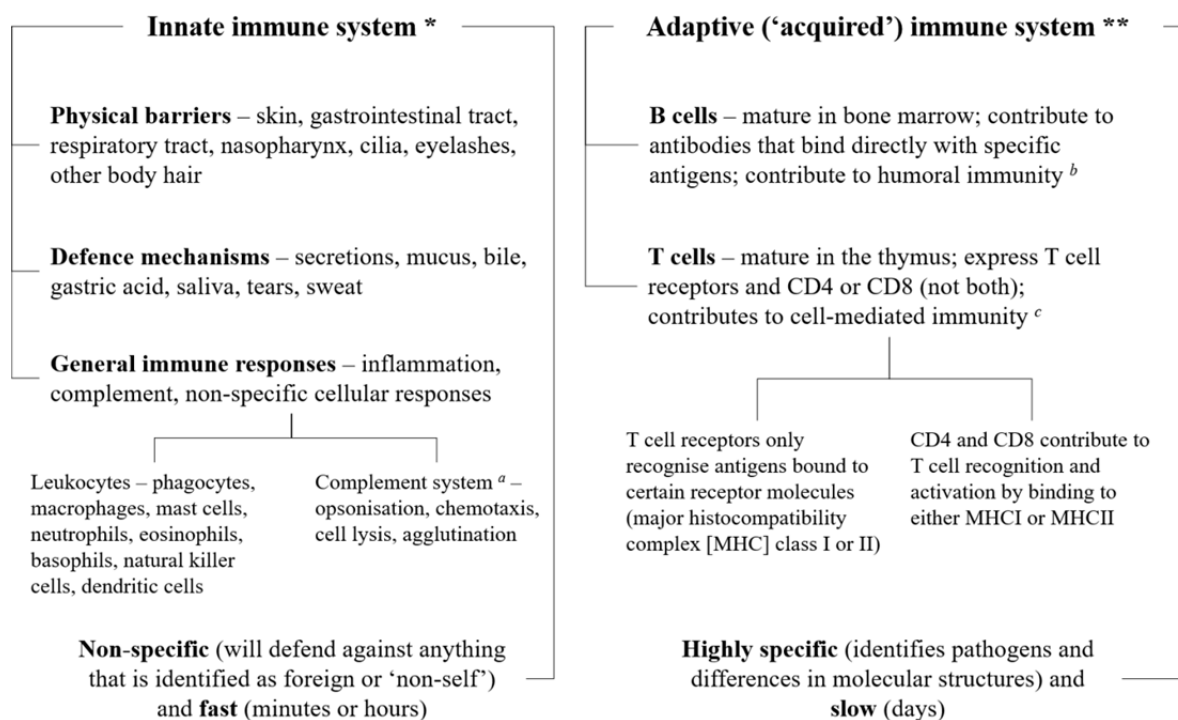 Innate immune system *
Physical barriers – skin, gastrointestinal tract,
respiratory tract, nasopharynx, cilia, eyelashes,
other body hair
Defence mechanisms – secretions, mucus, bile,
gastric acid, saliva, tears, sweat
General immune responses – inflammation,
complement, non-specific cellular responses
Leukocytes – phagocytes,
macrophages, mast cells,
neutrophils, eosinophils,
basophils, natural killer
cells, dendritic cells
Complement system a –
opsonisation, chemotaxis,
cell lysis, agglutination
Non-specific (will defend against anything
that is identified as foreign or ‘non-self’)
and fast (minutes or hours)
Adaptive (‘acquired’) immune system **
B cells – mature in bone marrow; contribute to
antibodies that bind directly with specific
antigens; contribute to humoral immunity b
T cells – mature in the thymus; express T cell
receptors and CD4 or CD8 (not both);
contributes to cell-mediated immunity c
T cell receptors only
recognise antigens bound to
certain receptor molecules
(major histocompatibility
complex [MHC] class I or II)
CD4 and CD8 contribute to
T cell recognition and
activation by binding to
either MHCI or MHCII
Highly specific (identifies pathogens and
differences in molecular structures) and
slow (days)